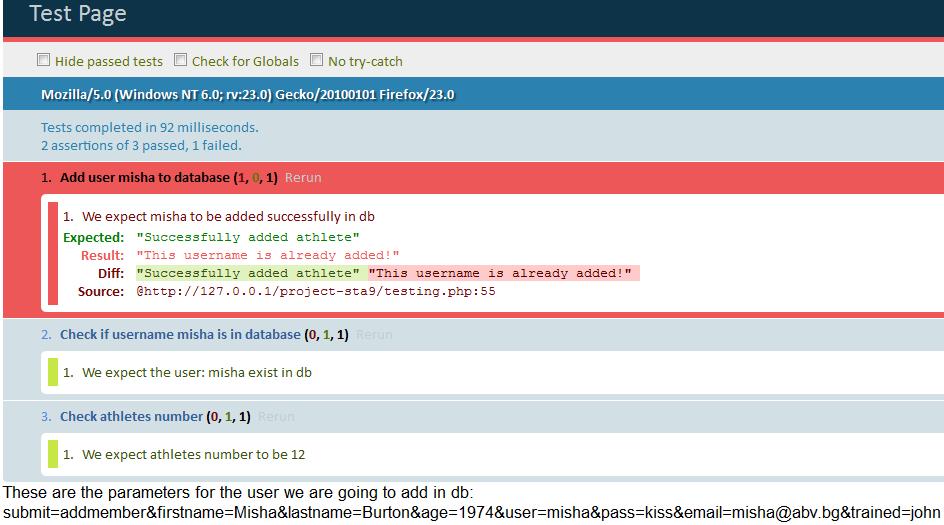 Test Page
Hide passed tests Check for Globals No try-catch
Mozilla/5.0 (Windows NT 6.0; rv:23.0) Gecko/20100101 Firefox/23.0
Tests completed in 92 milliseconds.
2 assertions of 3 passed, 1 failed.
1. Add user misha to database (1, 0, 1) Rerun
1. We expect misha to be added successfully in db
Expected: "Successfully added athlete"
Result: "This username is already added!"
Diff: "Successfully added athlete" "This username is already added!"
Source: @http://127.0.0.1/project-sta9/testing.php:55
2. Check if username misha is in database (0, 1, 1) Rerun
1. We expect the user: misha exist in db
3. Check athletes number (0, 1, 1) Rerun
1. We expect athletes number to be 12
These are the parameters for the user we are going to add in db:
submit=addmember&firstname=Misha&lastname=Burton&age=1974&user=misha&pass=kiss&email=misha@abv.bg&trained=john